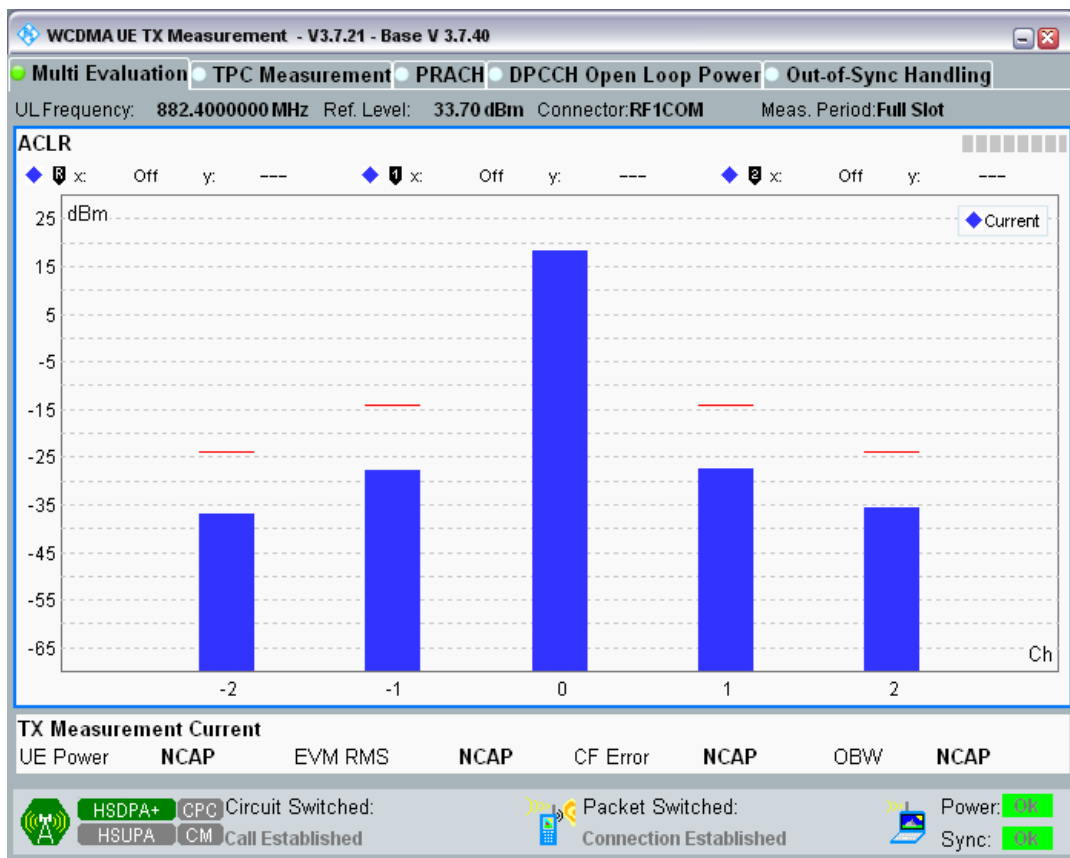 WCDMA UE TX Measurement - V3.7.21 - Base V 3.7.40
Multi Evaluation TPC Measurement PRACH DPCCH Open Loop Power Out-of-Sync Handling
UL Frequency: 882.4000000 MHz Ref. Level: 33.70 dBm Connector:RF1COM Meas. Period:Full Slot
ACLR
R x: Off y: --- 1 x: Off y: --- 2 x: Off y: ---
dBm
Current
25
15
5
-5
-15
-25
-35
-45
-55
-65
Ch
-2 -1 0 1 2
TX Measurement Current
UE Power NCAP EVM RMS NCAP CF Error NCAP OBW NCAP
HSDPA+ CPC Circuit Switched: Packet Switched: Power: Ok
HSUPA CM Call Established Connection Established Sync: Ok